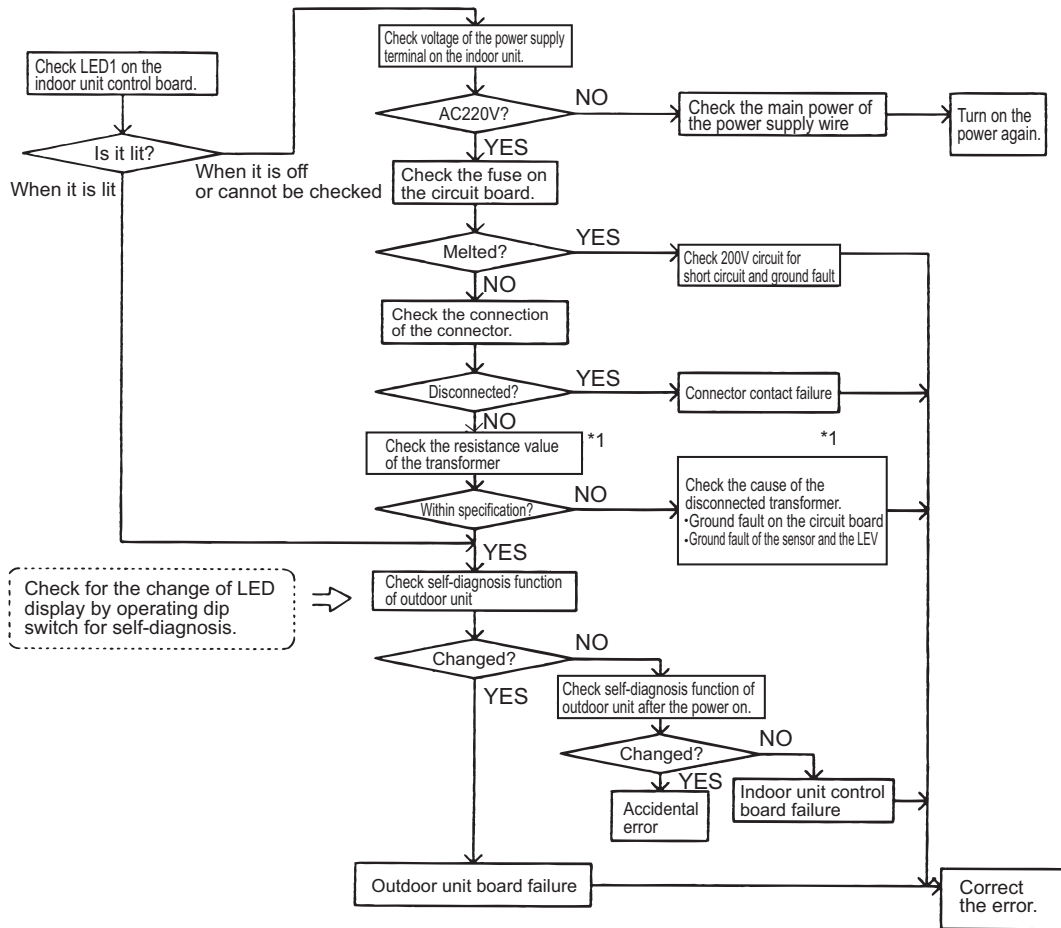 Check LED1 on the
indoor unit control board.
Is it lit?
When it is lit
When it is off
or cannot be checked
Check voltage of the power supply
terminal on the indoor unit.
AC220V?
NO
Check the main power of
the power supply wire
Turn on the
power again.
YES
Check the fuse on
the circuit board.
Melted?
YES
Check 200V circuit for
short circuit and ground fault
NO
Check the connection
of the connector.
Disconnected?
YES
Connector contact failure
NO
Check the resistance value
of the transformer
*1
*1
Within specification?
NO
Check the cause of the
disconnected transformer.
•Ground fault on the circuit board
•Ground fault of the sensor and the LEV
YES
Check for the change of LED
display by operating dip
switch for self-diagnosis.
Check self-diagnosis function
of outdoor unit
Changed?
NO
YES
Check self-diagnosis function of
outdoor unit after the power on.
Changed?
NO
YES
Accidental
error
Indoor unit control
board failure
Outdoor unit board failure
Correct
the error.